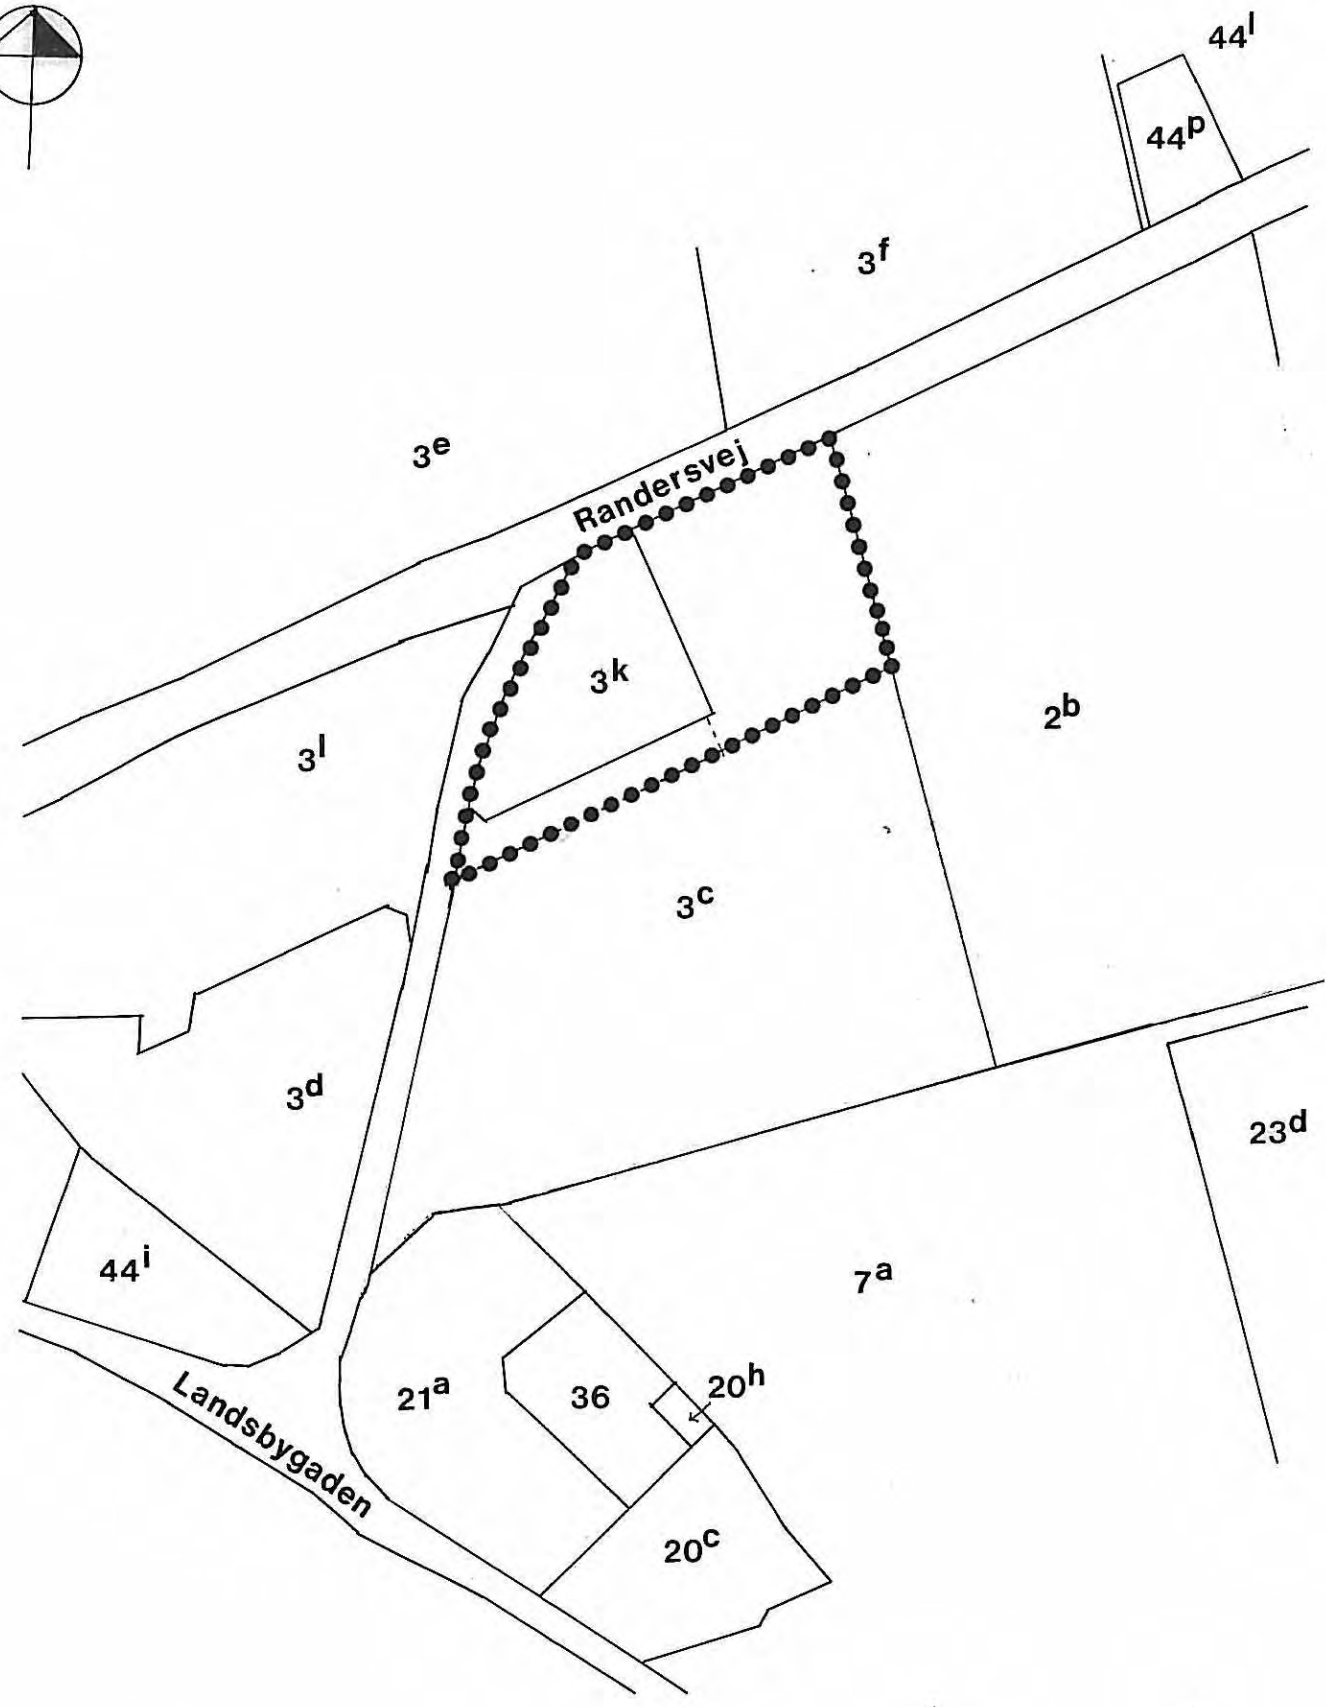 44l
44p
3f
3e
Randersvej
3k
2b
3l
3c
3d
23d
44i
7a
20h
21a
36
Landsbygaden
20c